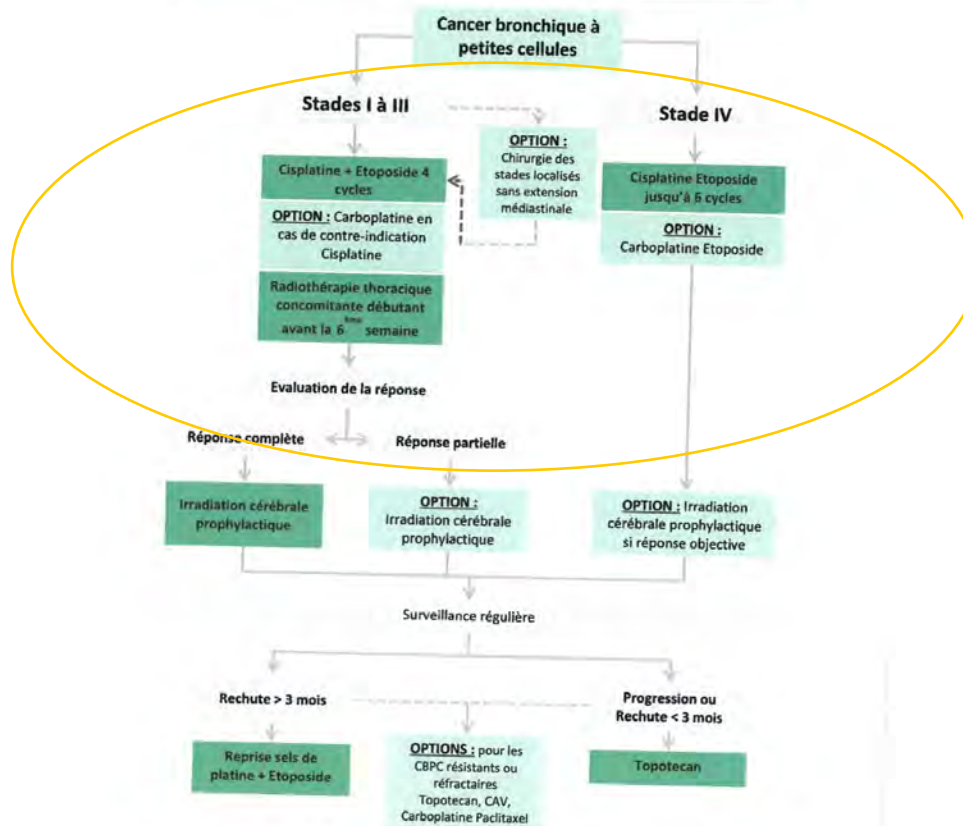 Cancer bronchique à
petites cellules
Stades I à III
Stade IV
OPTION :
Chirurgie des
stades localisés
sans extension
médiastinale
Cisplatine + Etoposide 4
cycles
OPTION : Carboplatine en
cas de contre-indication
Cisplatine
Radiothérapie thoracique
concomitante débutant
avant la 6ème semaine
Cisplatine Etoposide
jusqu'à 6 cycles
OPTION :
Carboplatine Etoposide
Evaluation de la réponse
Réponse complète
Réponse partielle
Irradiation cérébrale
prophylactique
OPTION :
Irradiation cérébrale
prophylactique
OPTION : Irradiation
cérébrale prophylactique
si réponse objective
Surveillance régulière
Rechute > 3 mois
Progression ou
Rechute < 3 mois
Reprise sels de
platine + Etoposide
OPTIONS : pour les
CBPC résistants ou
réfractaires
Topotecan, CAV,
Carboplatine Paclitaxel
Topotecan